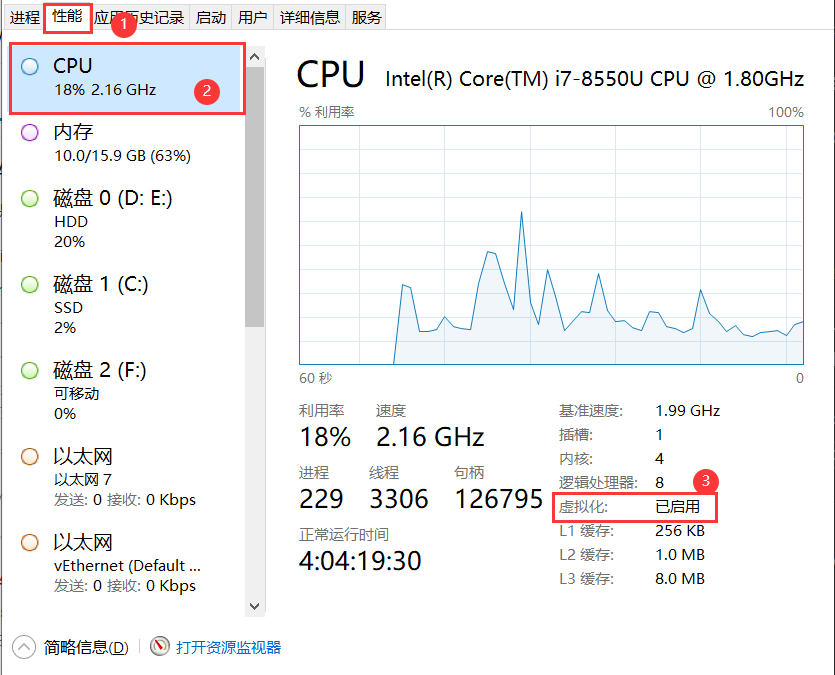 进程 性能 应用历史记录 启动 用户 详细信息 服务
1
CPU
18% 2.16 GHz
2
内存
10.0/15.9 GB (63%)
磁盘 0 (D: E:)
HDD
20%
磁盘 1 (C:)
SSD
2%
磁盘 2 (F:)
可移动
0%
以太网
以太网 7
发送: 0 接收: 0 Kbps
以太网
vEthernet (Default ...
发送: 0 接收: 0 Kbps
CPU Intel(R) Core(TM) i7-8550U CPU @ 1.80GHz
% 利用率 100%
60 秒 0
利用率 速度
18% 2.16 GHz
进程 线程 句柄
229 3306 126795
正常运行时间
4:04:19:30
基准速度: 1.99 GHz
插槽: 1
内核: 4
逻辑处理器: 8
3
虚拟化: 已启用
L1 缓存: 256 KB
L2 缓存: 1.0 MB
L3 缓存: 8.0 MB
简略信息(D) 打开资源监视器